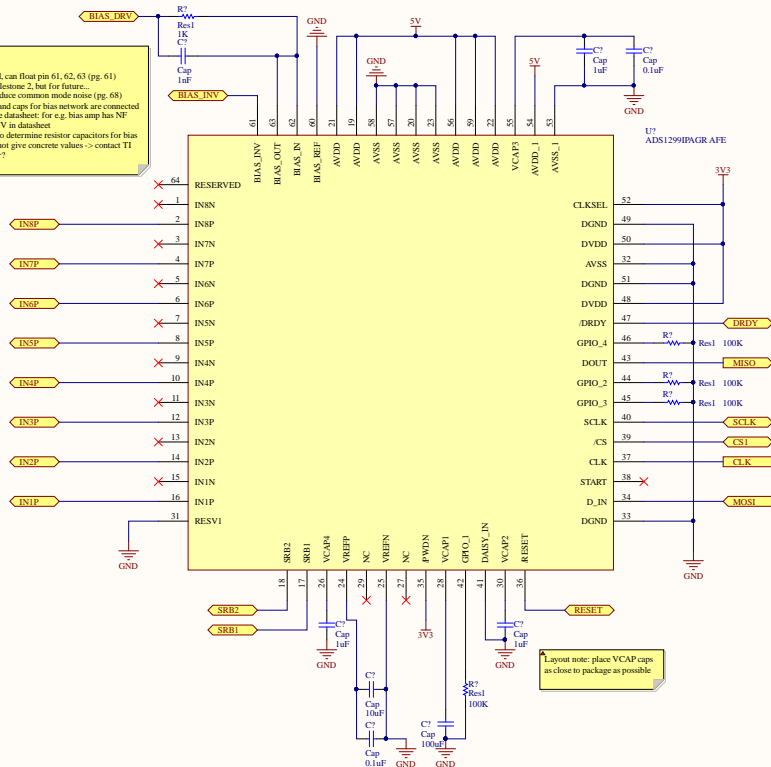 BIAS_DRV
R?
Res1
1K
C?
Cap
1nF
GND
5V
GND
5V
C?
Cap
1uF
C?
Cap
0.1uF
GND
, can float pin 61, 62, 63 (pg. 61)
lestone 2, but for future...
duce common mode noise (pg. 68)
and caps for bias network are connected
e datasheet: for e.g. bias amp has NF
V in datasheet
o determine resistor capacitors for bias
not give concrete values -> contact TI
?
BIAS_INV
61
63
62
60
21
19
58
57
20
23
56
59
22
55
54
53
BIAS_INV
BIAS_OUT
BIAS_IN
BIAS_REF
AVDD
AVDD
AVSS
AVSS
AVSS
AVSS
AVDD
AVDD
AVDD
VCAP3
AVDD_1
AVSS_1
U?
ADS1299IPAGR AFE
3V3
64 RESERVED
1 IN8N
IN8P 2 IN8P
3 IN7N
IN7P 4 IN7P
5 IN6N
IN6P 6 IN6P
7 IN5N
IN5P 8 IN5P
9 IN4N
IN4P 10 IN4P
11 IN3N
IN3P 12 IN3P
13 IN2N
IN2P 14 IN2P
15 IN1N
IN1P 16 IN1P
31 RESV1
GND
CLKSEL 52
DGND 49
DVDD 50
AVSS 32
DGND 51
DVDD 48
/DRDY 47 DRDY
GPIO_4 46 R? Res1 100K
DOUT 43 MISO
GPIO_2 44 R? Res1 100K
GPIO_3 45 R? Res1 100K
SCLK 40 SCLK
/CS 39 CS1
CLK 37 CLK
START 38
D_IN 34 MOSI
DGND 33
GND
SRB2
SRB1
VCAP4
VREFP
NC
VREFN
NC
/PWDN
VCAP1
GPIO_1
DAISY_IN
VCAP2
/RESET
18
17
26
24
29
25
27
35
28
42
41
30
36
SRB2
SRB1
C?
Cap
1uF
GND
3V3
C?
Cap
1uF
GND
RESET
Layout note: place VCAP caps
as close to package as possible
C?
Cap
10uF
C?
Cap
0.1uF
GND
R?
Res1
100K
C?
Cap
100uF
GND